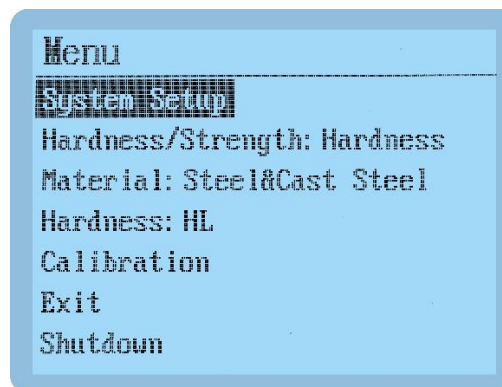 Menu
System Setup
Hardness/Strength: Hardness
Material: Steel&Cast Steel
Hardness: HL
Calibration
Exit
Shutdown